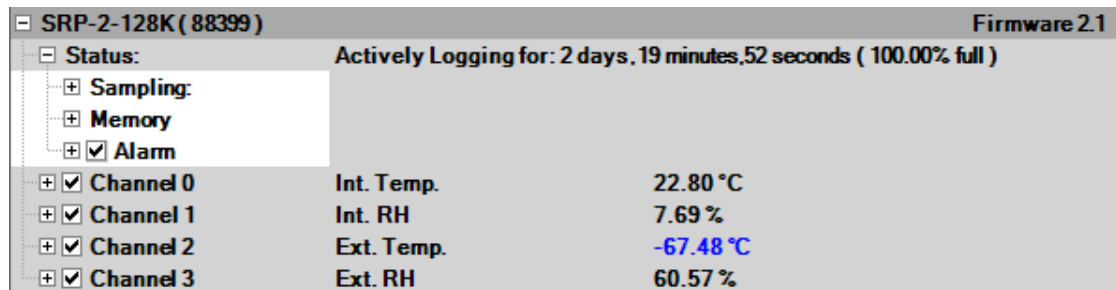 SRP-2-128K ( 88399 ) Firmware 2.1
Status: Actively Logging for: 2 days, 19 minutes,52 seconds ( 100.00% full )
Sampling:
Memory
Alarm
Channel 0 Int. Temp. 22.80 °C
Channel 1 Int. RH 7.69 %
Channel 2 Ext. Temp. -67.48 °C
Channel 3 Ext. RH 60.57 %